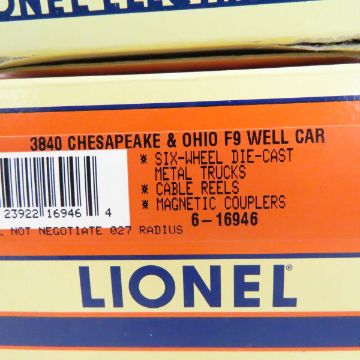 LIONEL
3840 CHESAPEAKE & OHIO F9 WELL CAR
* SIX-WHEEL DIE-CAST
METAL TRUCKS
* CABLE REELS
* MAGNETIC COUPLERS
6-16946
23922 16946 4
NOT NEGOTIATE 027 RADIUS
LIONEL